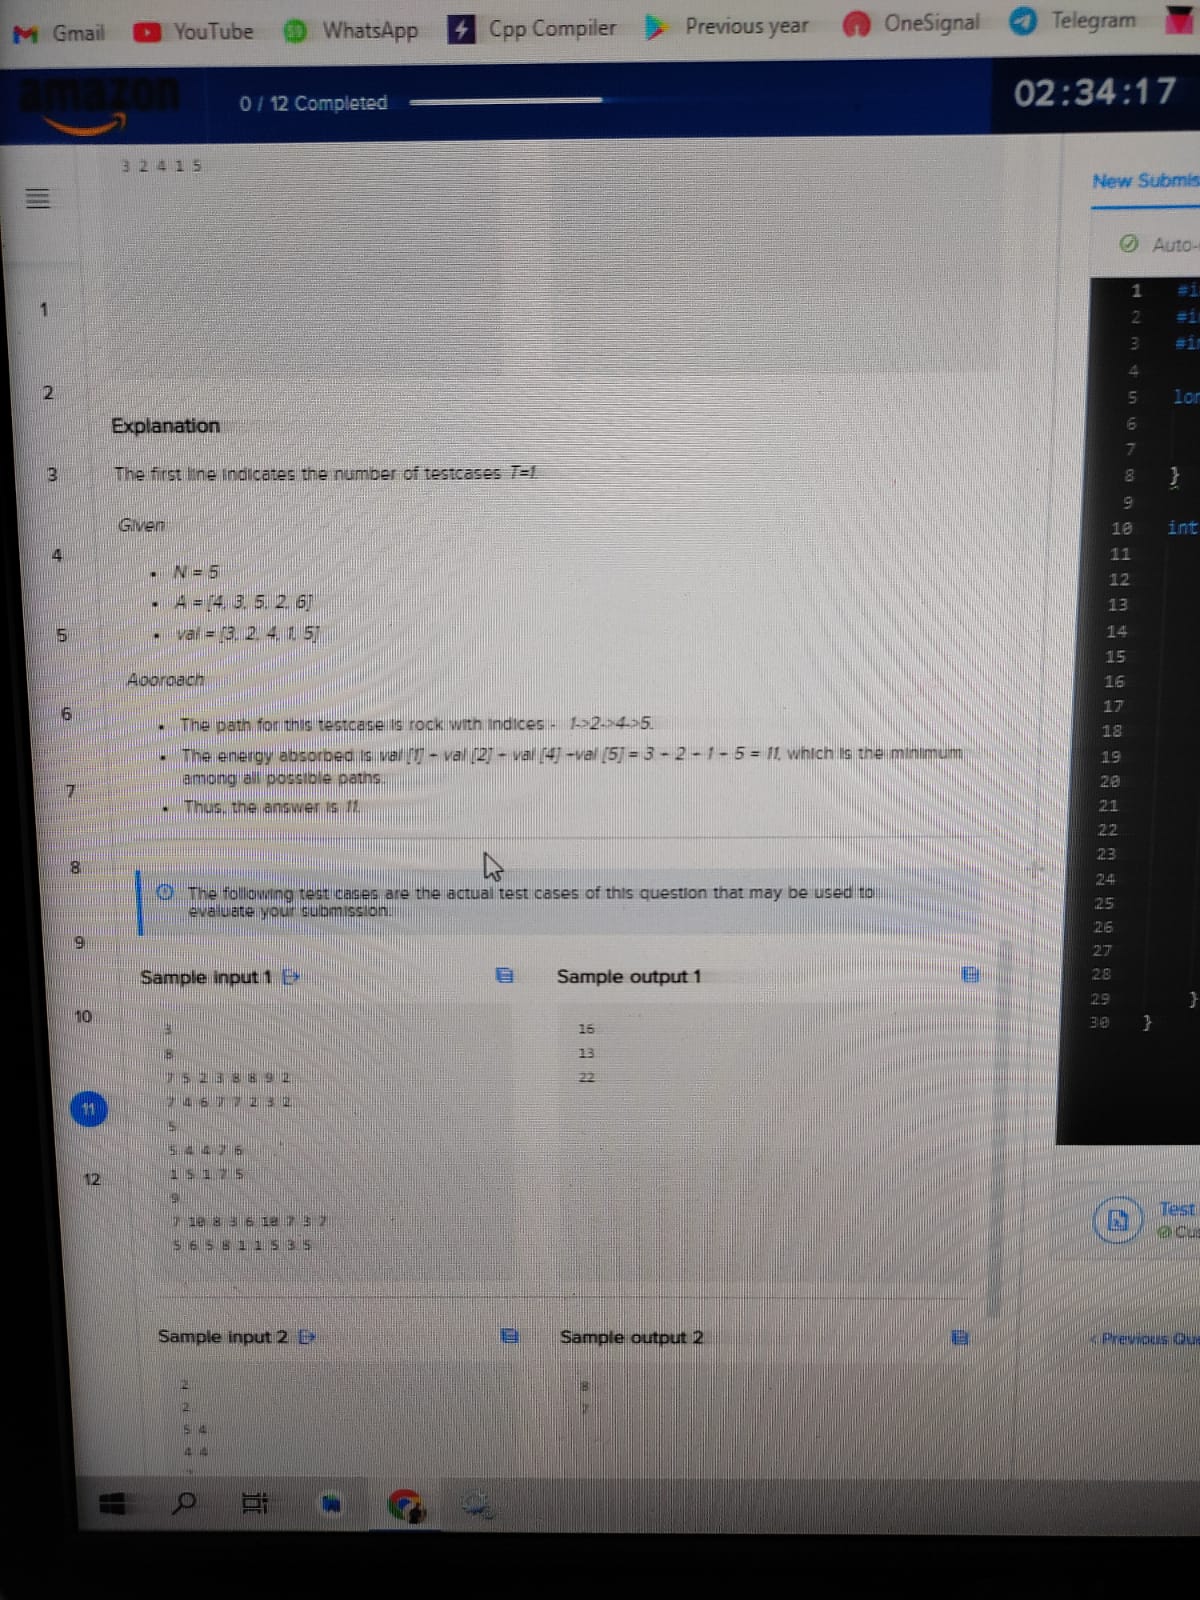 Gmail YouTube WhatsApp Cpp Compiler Previous year OneSignal Telegram
amazon 0 / 12 Completed 02:34:17
3 2 4 1 5
New Submis
Auto-
1
2
3
4
5
6
7
8
9
10
11
12
Explanation
The first line indicates the number of testcases T=1.
Given
• N = 5
• A = [4, 3, 5, 2, 6]
• val = [3, 2, 4, 1, 5]
Approach
• The path for this testcase is rock with indices - 1->2->4->5.
• The energy absorbed is val [1] + val [2] + val [4] +val [5] = 3 + 2 + 1 + 5 = 11, which is the minimum
among all possible paths.
• Thus, the answer is 11.
The following test cases are the actual test cases of this question that may be used to
evaluate your submission.
Sample input 1 Sample output 1
3
8
7 5 2 3 8 8 9 2
7 4 6 7 7 2 3 2
5
5 4 4 7 6
1 5 1 7 5
9
7 10 8 3 6 10 7 3 7
5 6 5 8 1 1 5 3 5
16
13
22
Sample input 2 Sample output 2
2
2
5 4
4 4
8
7
1 #i
2 #i
3 #in
4
5 lon
6
7
8 }
9
10 int
11
12
13
14
15
16
17
18
19
20
21
22
23
24
25
26
27
28
29 }
30 }
Test
Cus
< Previous Que